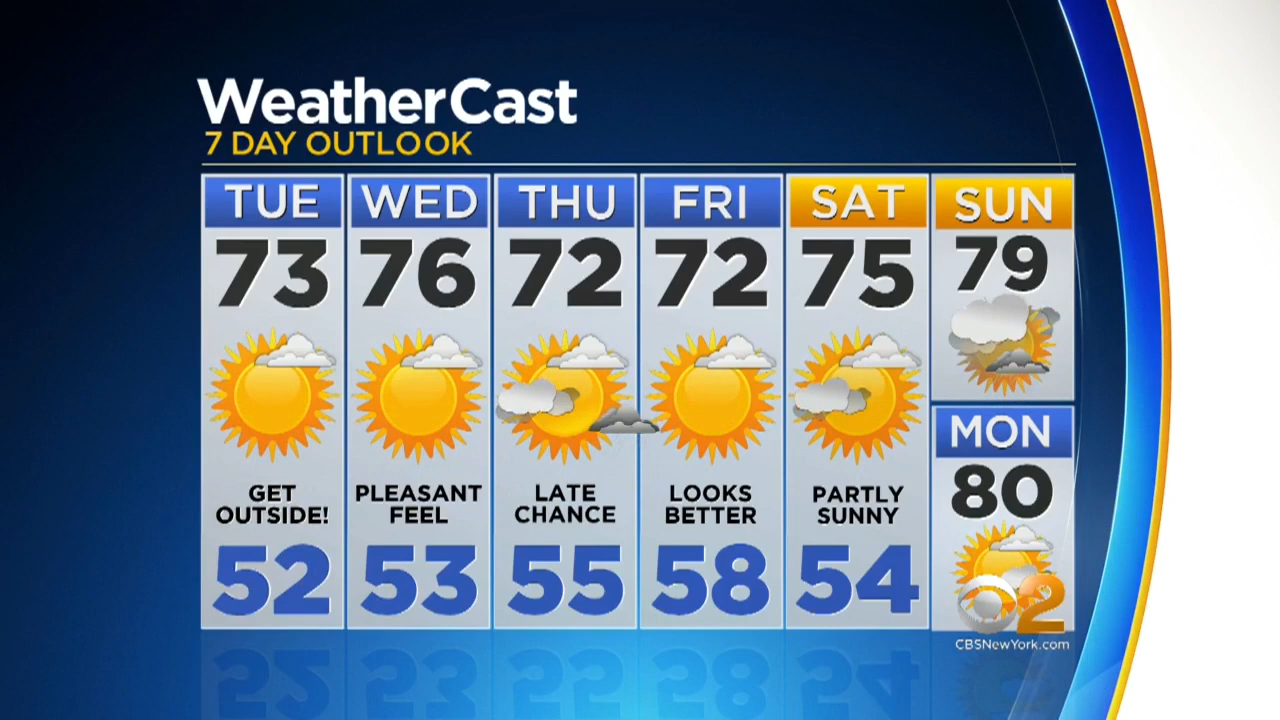 WeatherCast
7 DAY OUTLOOK
TUE
73
GET
OUTSIDE!
52
WED
76
PLEASANT
FEEL
53
THU
72
LATE
CHANCE
55
FRI
72
LOOKS
BETTER
58
SAT
75
PARTLY
SUNNY
54
SUN
79
MON
80
2
CBSNewYork.com